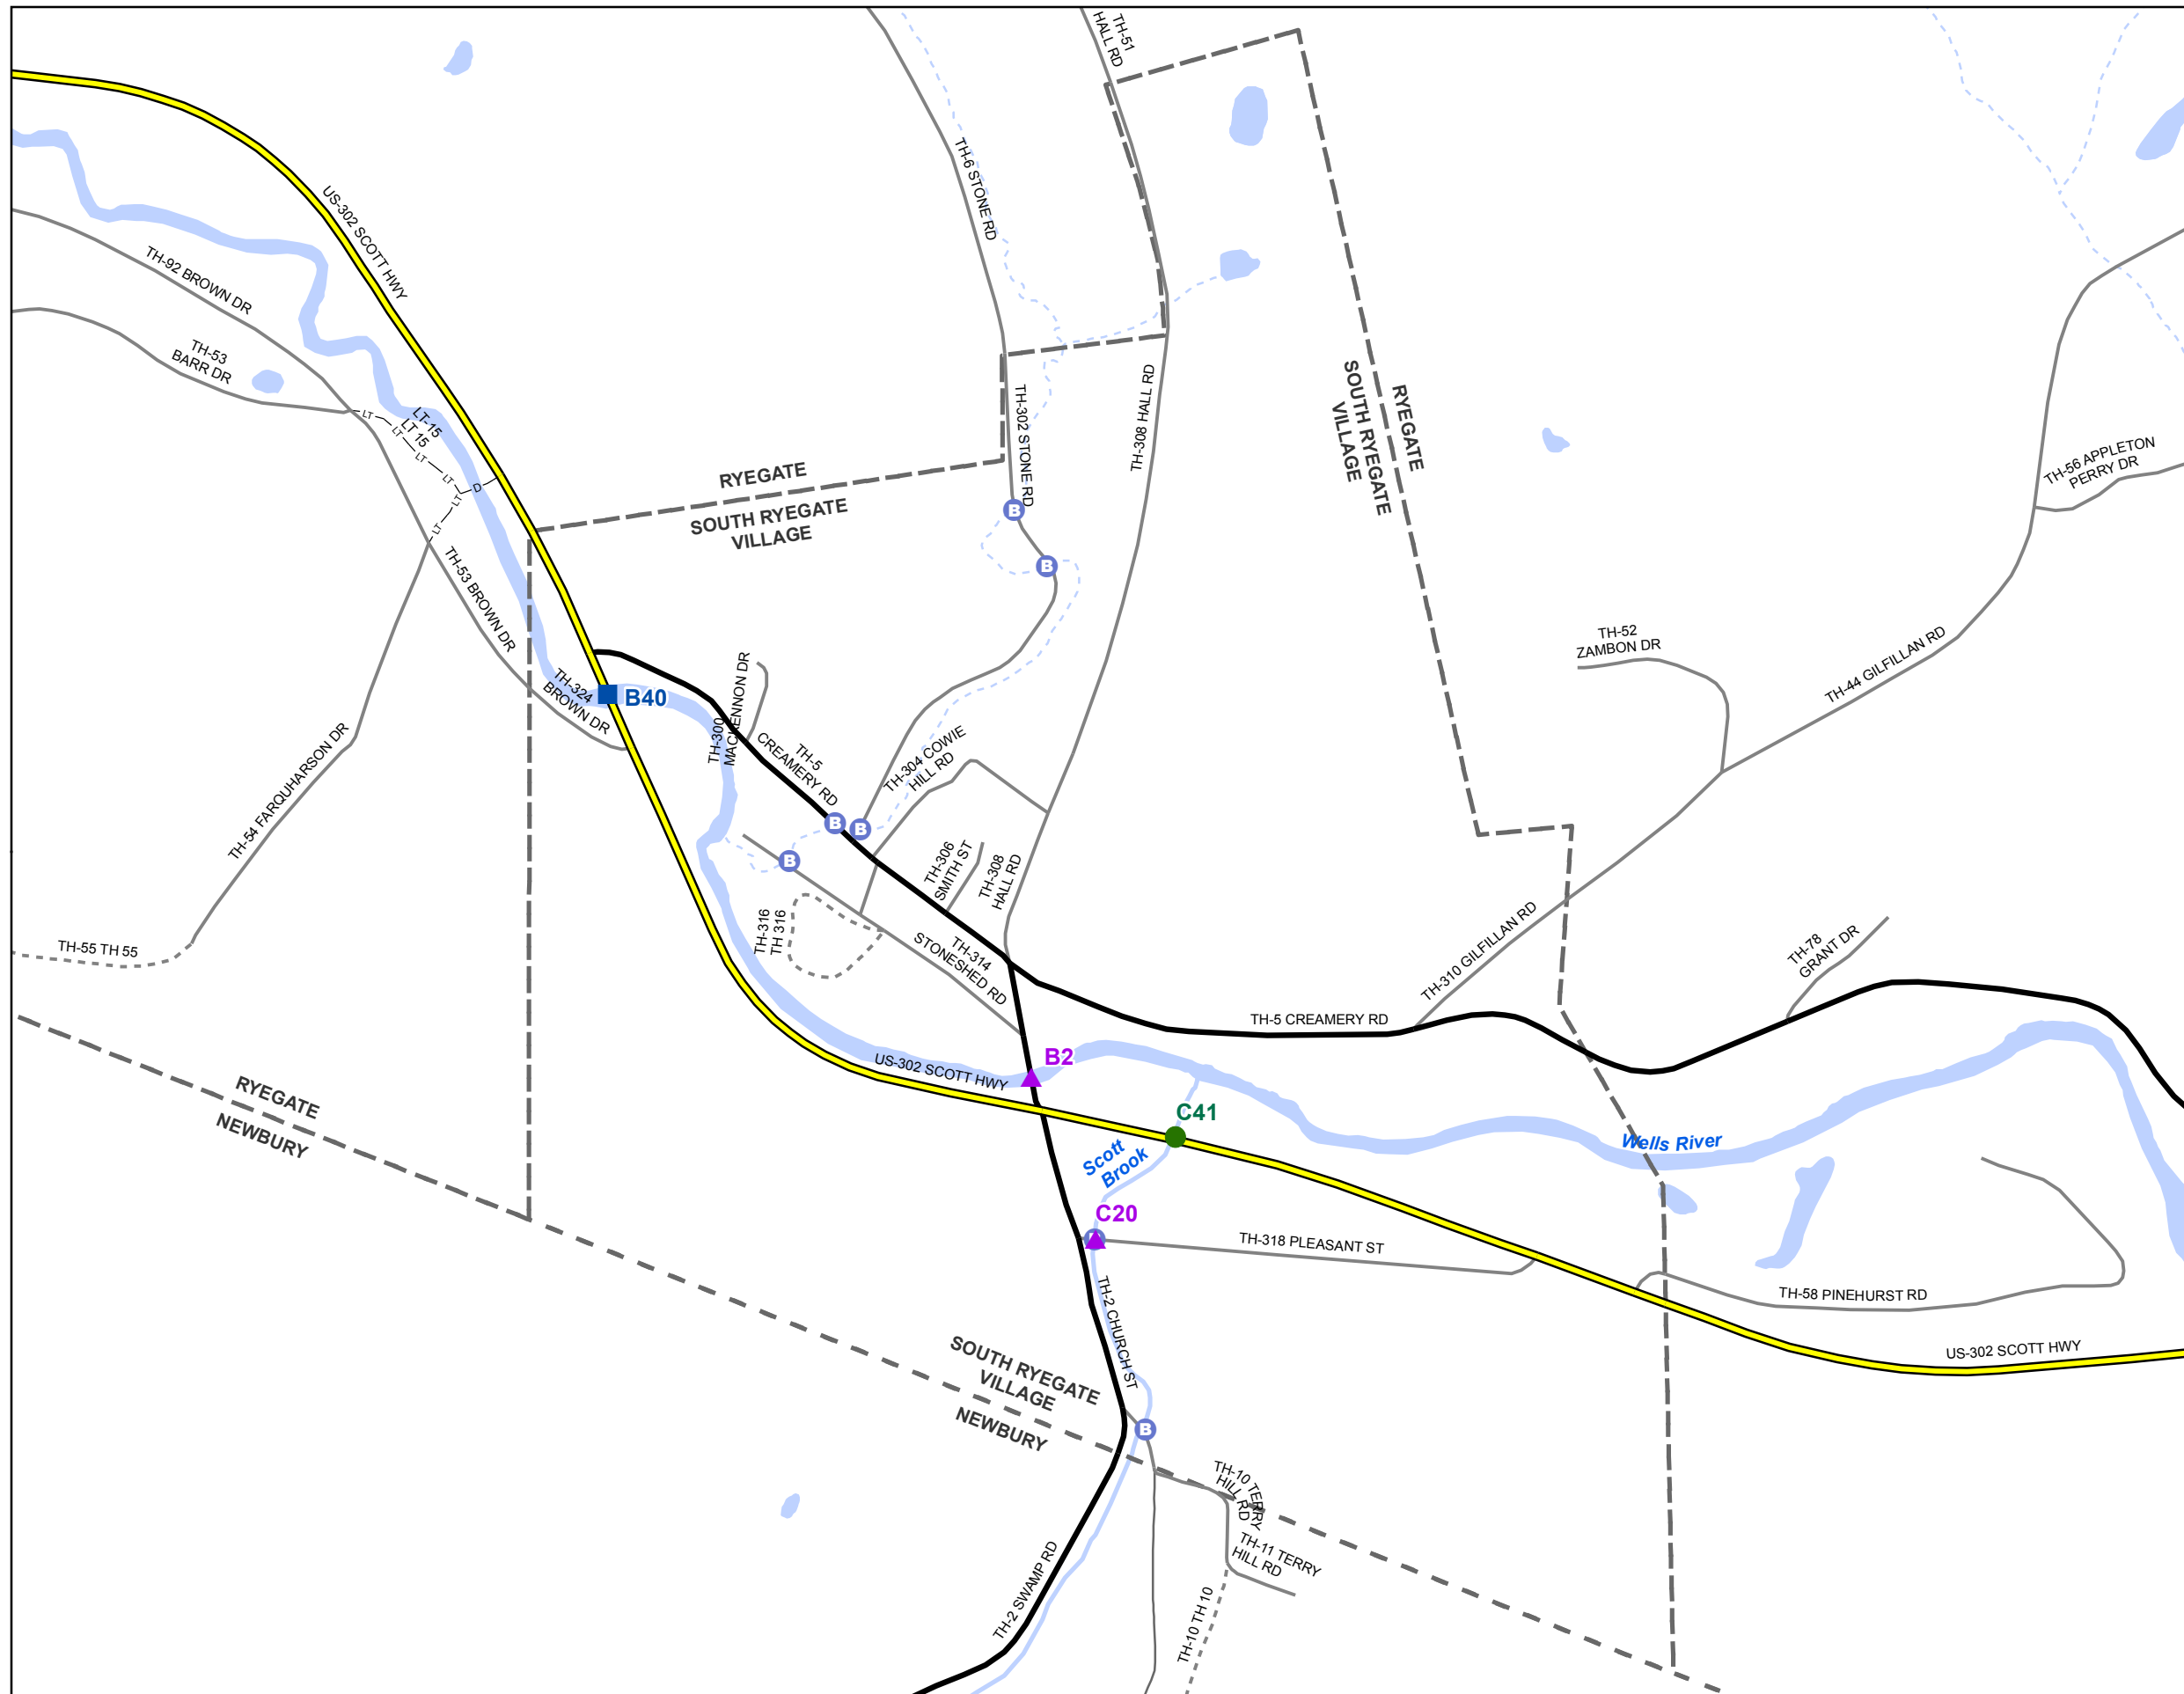 TH-51
HALL RD
TH-6 STONE RD
US-302 SCOTT HWY
TH-92 BROWN DR
TH-53
BARR DR
LT
LT-15
LT 15
LT
LT
LT
D
LT
LT
TH-302 STONE RD
TH-308 HALL RD
RYEGATE
SOUTH RYEGATE
VILLAGE
RYEGATE
SOUTH RYEGATE
VILLAGE
B
B
TH-56 APPLETON
PERRY DR
TH-53 BROWN DR
TH-52
ZAMBON DR
TH-44 GILFILLAN RD
TH-324
BROWN DR
B40
TH-300
MACKENNON DR
TH-5
CREAMERY RD
TH-304 COWIE
HILL RD
TH-54 FARQUHARSON DR
B
B
B
TH-306
SMITH ST
TH-308
HALL RD
TH-316
TH 316
TH-314
STONESHED RD
TH-55 TH 55
TH-310 GILFILLAN RD
TH-78
GRANT DR
TH-5 CREAMERY RD
US-302 SCOTT HWY
B2
C41
Scott
Brook
Wells River
RYEGATE
NEWBURY
C20
TH-318 PLEASANT ST
TH-58 PINEHURST RD
US-302 SCOTT HWY
TH-2 CHURCH ST
SOUTH RYEGATE
VILLAGE
NEWBURY
B
TH-10 TERRY
HILL RD
TH-11 TERRY
HILL RD
TH-2 SWAMP RD
TH-10 TH 10